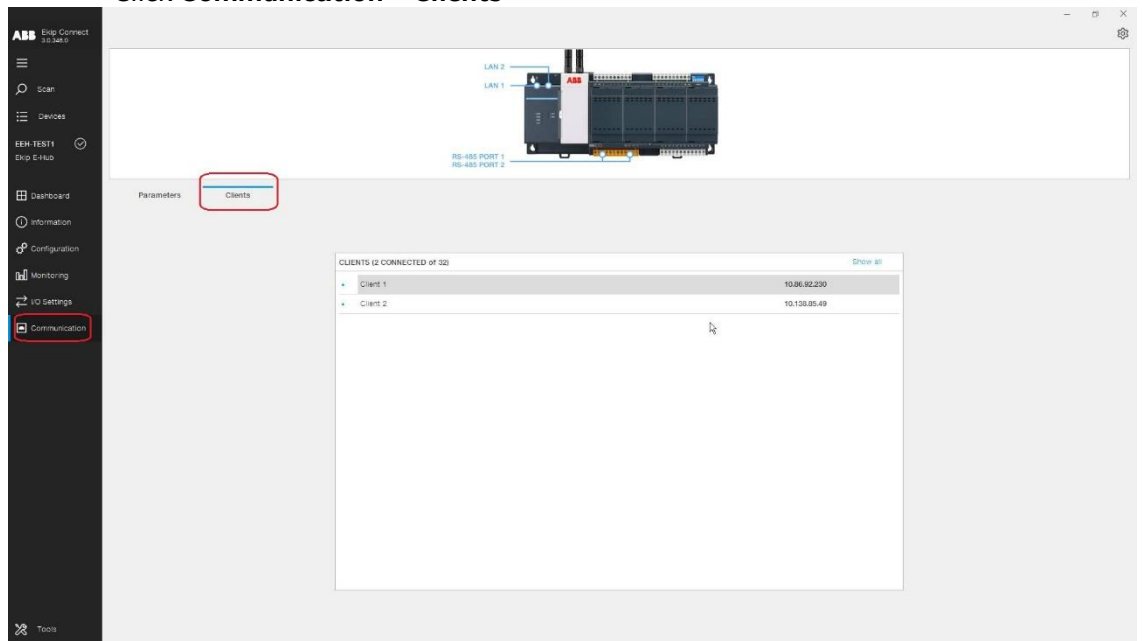 Click Communication – Clients
ABB Ekip Connect
3.0.348.0
Scan
Devices
EEH-TEST1
Ekip E-Hub
Dashboard
Information
Configuration
Monitoring
I/O Settings
Communication
Tools
LAN 2
LAN 1
ABB
RS-485 PORT 1
RS-485 PORT 2
Parameters Clients
CLIENTS (2 CONNECTED of 32) Show all
Client 1 10.86.92.230
Client 2 10.138.85.49